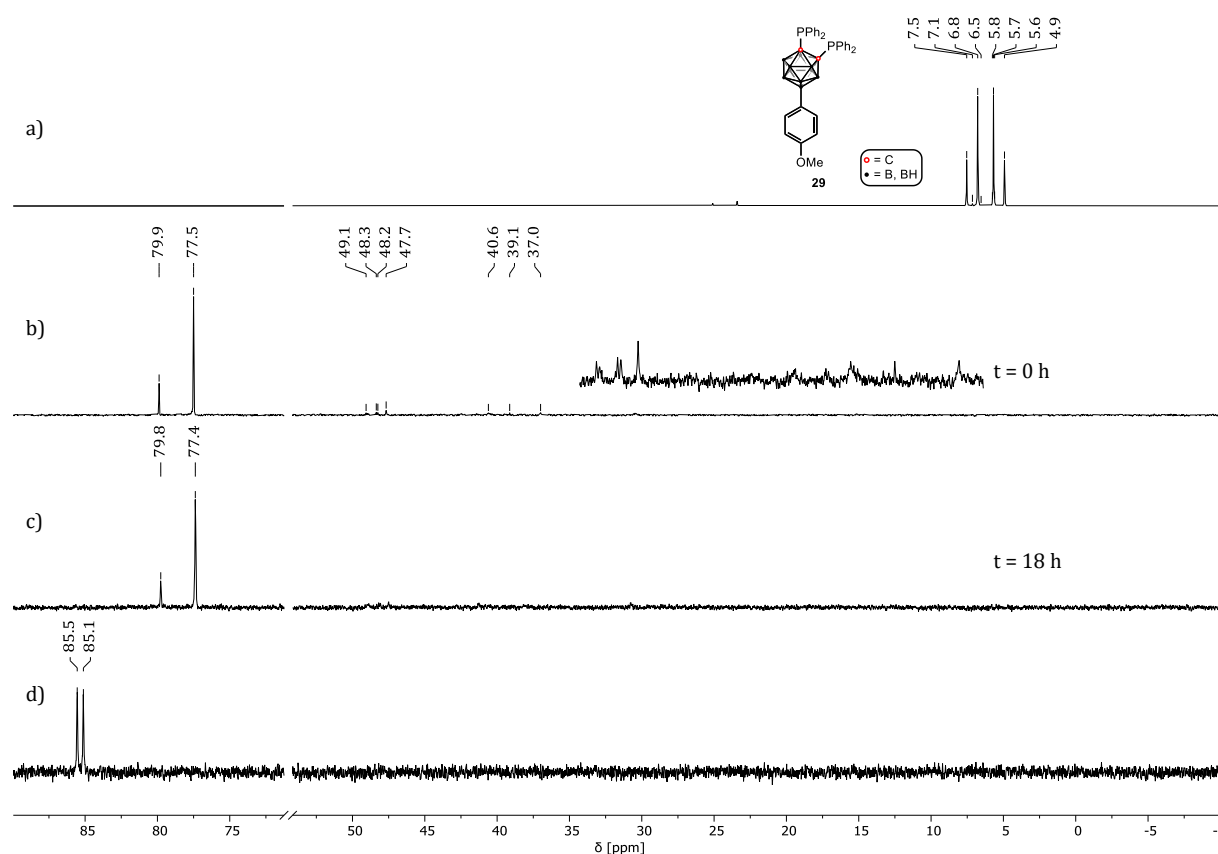 PPh2
PPh2
OMe
29
= C
= B, BH
7.5
7.1
6.8
6.5
5.8
5.7
5.6
4.9
a)
79.9
77.5
49.1
48.3
48.2
47.7
40.6
39.1
37.0
b)
t = 0 h
79.8
77.4
c)
t = 18 h
85.5
85.1
d)
85 80 75 50 45 40 35 30 25 20 15 10 5 0 -5
δ [ppm]